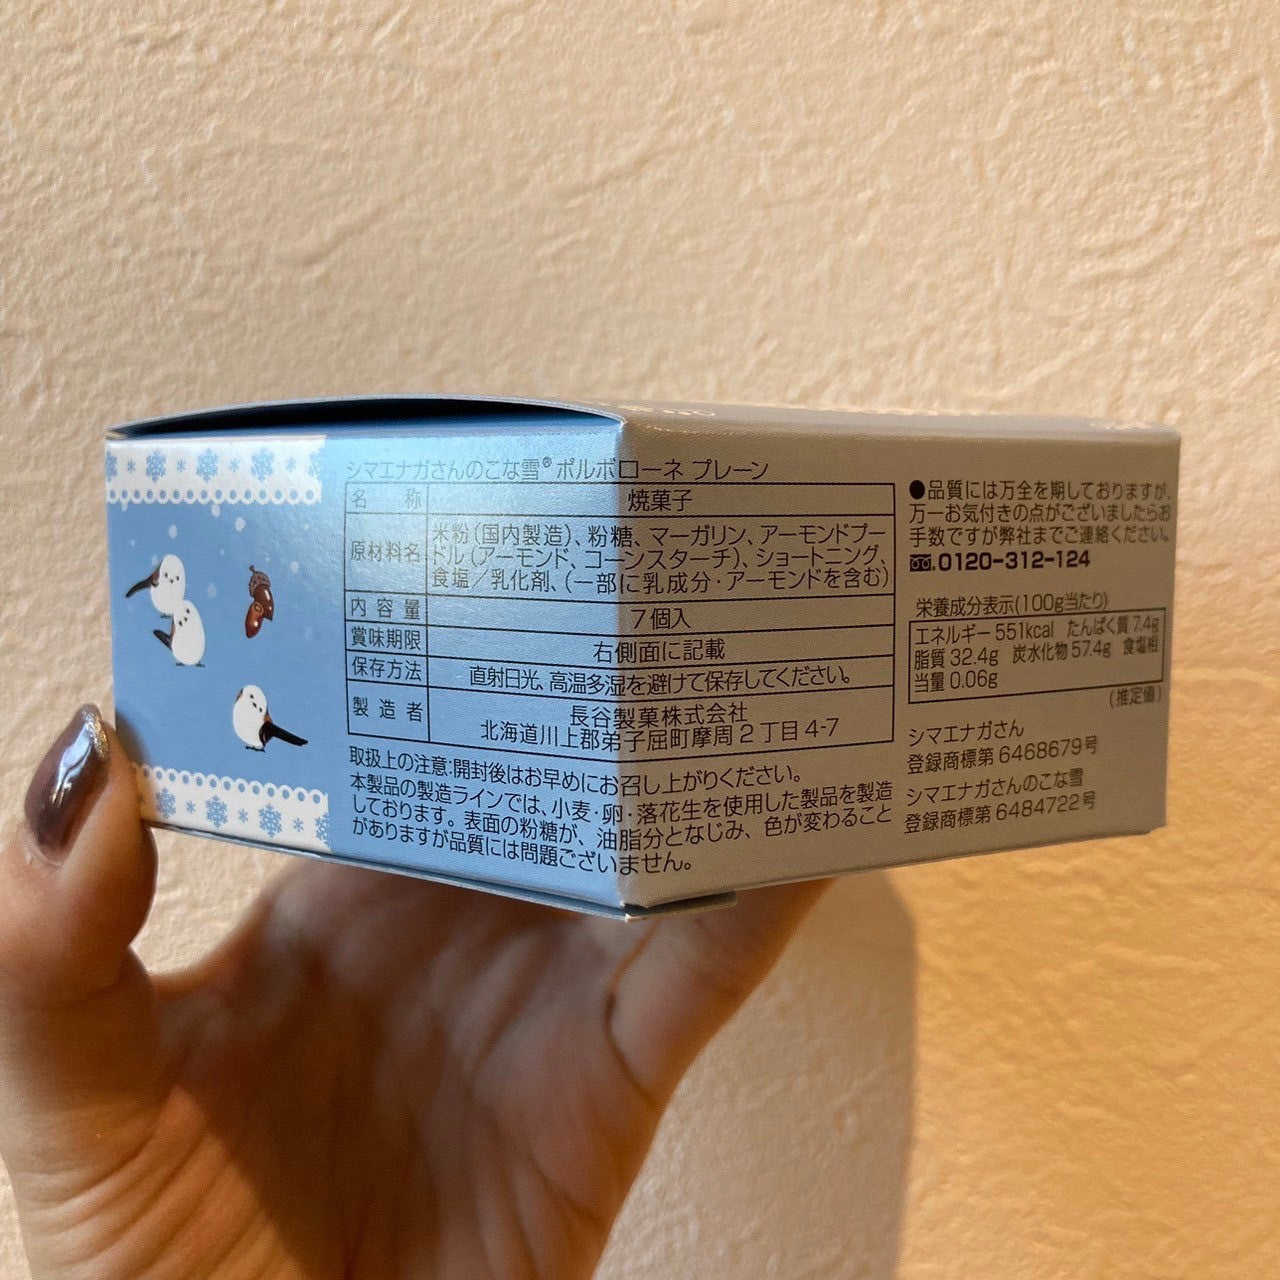 シマエナガさんのこな雪® ポルボローネ プレーン
名 称 焼菓子
原材料名 米粉(国内製造)、粉糖、マーガリン、アーモンドプー
ドル(アーモンド、コーンスターチ)、ショートニング、
食塩／乳化剤、(一部に乳成分・アーモンドを含む)
内 容 量 7個入
賞味期限 右側面に記載
保存方法 直射日光、高温多湿を避けて保存してください。
製 造 者 長谷製菓株式会社
北海道川上郡弟子屈町摩周2丁目4-7
取扱上の注意:開封後はお早めにお召し上がりください。
本製品の製造ラインでは、小麦・卵・落花生を使用した製品を製造
しております。表面の粉糖が、油脂分となじみ、色が変わること
がありますが品質には問題ございません。
●品質には万全を期しておりますが、
万一お気付きの点がございましたらお
手数ですが弊社までご連絡ください。
0120-312-124
栄養成分表示(100g当たり)
エネルギー 551kcal たんぱく質 7.4g
脂質 32.4g 炭水化物 57.4g 食塩相
当量 0.06g
(推定値)
シマエナガさん
登録商標第 6468679号
シマエナガさんのこな雪
登録商標第 6484722号